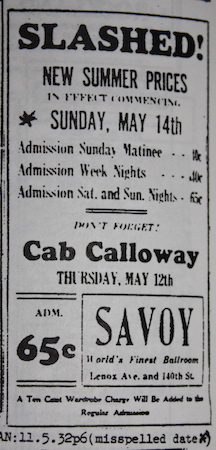 SLASHED!
NEW SUMMER PRICES
IN EFFECT COMMENCING
* SUNDAY, MAY 14th
Admission Sunday Matinee - -
Admission Week Nights - 40c
Admission Sat. and Sun. Nights - 65c
DON'T FORGET!
Cab Calloway
THURSDAY, MAY 12th
ADM.
65c
SAVOY
World's Finest Ballroom
Lenox Ave. and 140th St.
A Ten Cent Wardrobe Charge Will Be Added to the
Regular Admission
AN:11.5.32p6(misspelled date*)